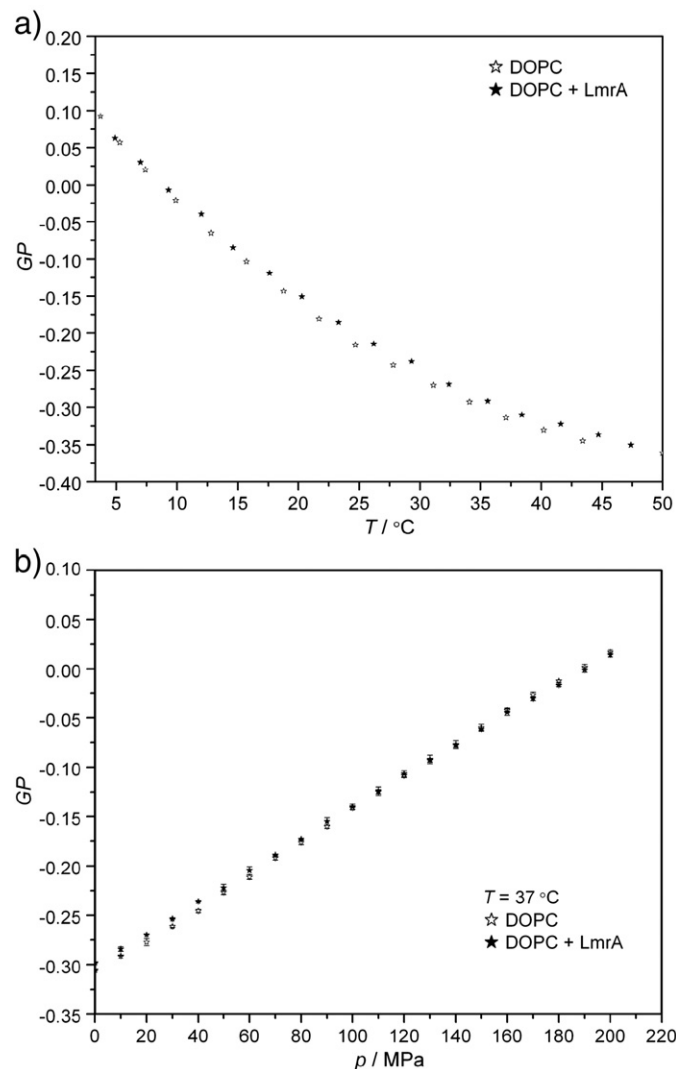 a)
0.20
0.15
0.10
0.05
0.00
-0.05
-0.10
-0.15
-0.20
-0.25
-0.30
-0.35
-0.40
GP
DOPC
DOPC + LmrA
5 10 15 20 25 30 35 40 45 50
T / °C
b)
0.10
0.05
0.00
-0.05
-0.10
-0.15
-0.20
-0.25
-0.30
-0.35
GP
T = 37 °C
DOPC
DOPC + LmrA
0 20 40 60 80 100 120 140 160 180 200 220
p / MPa